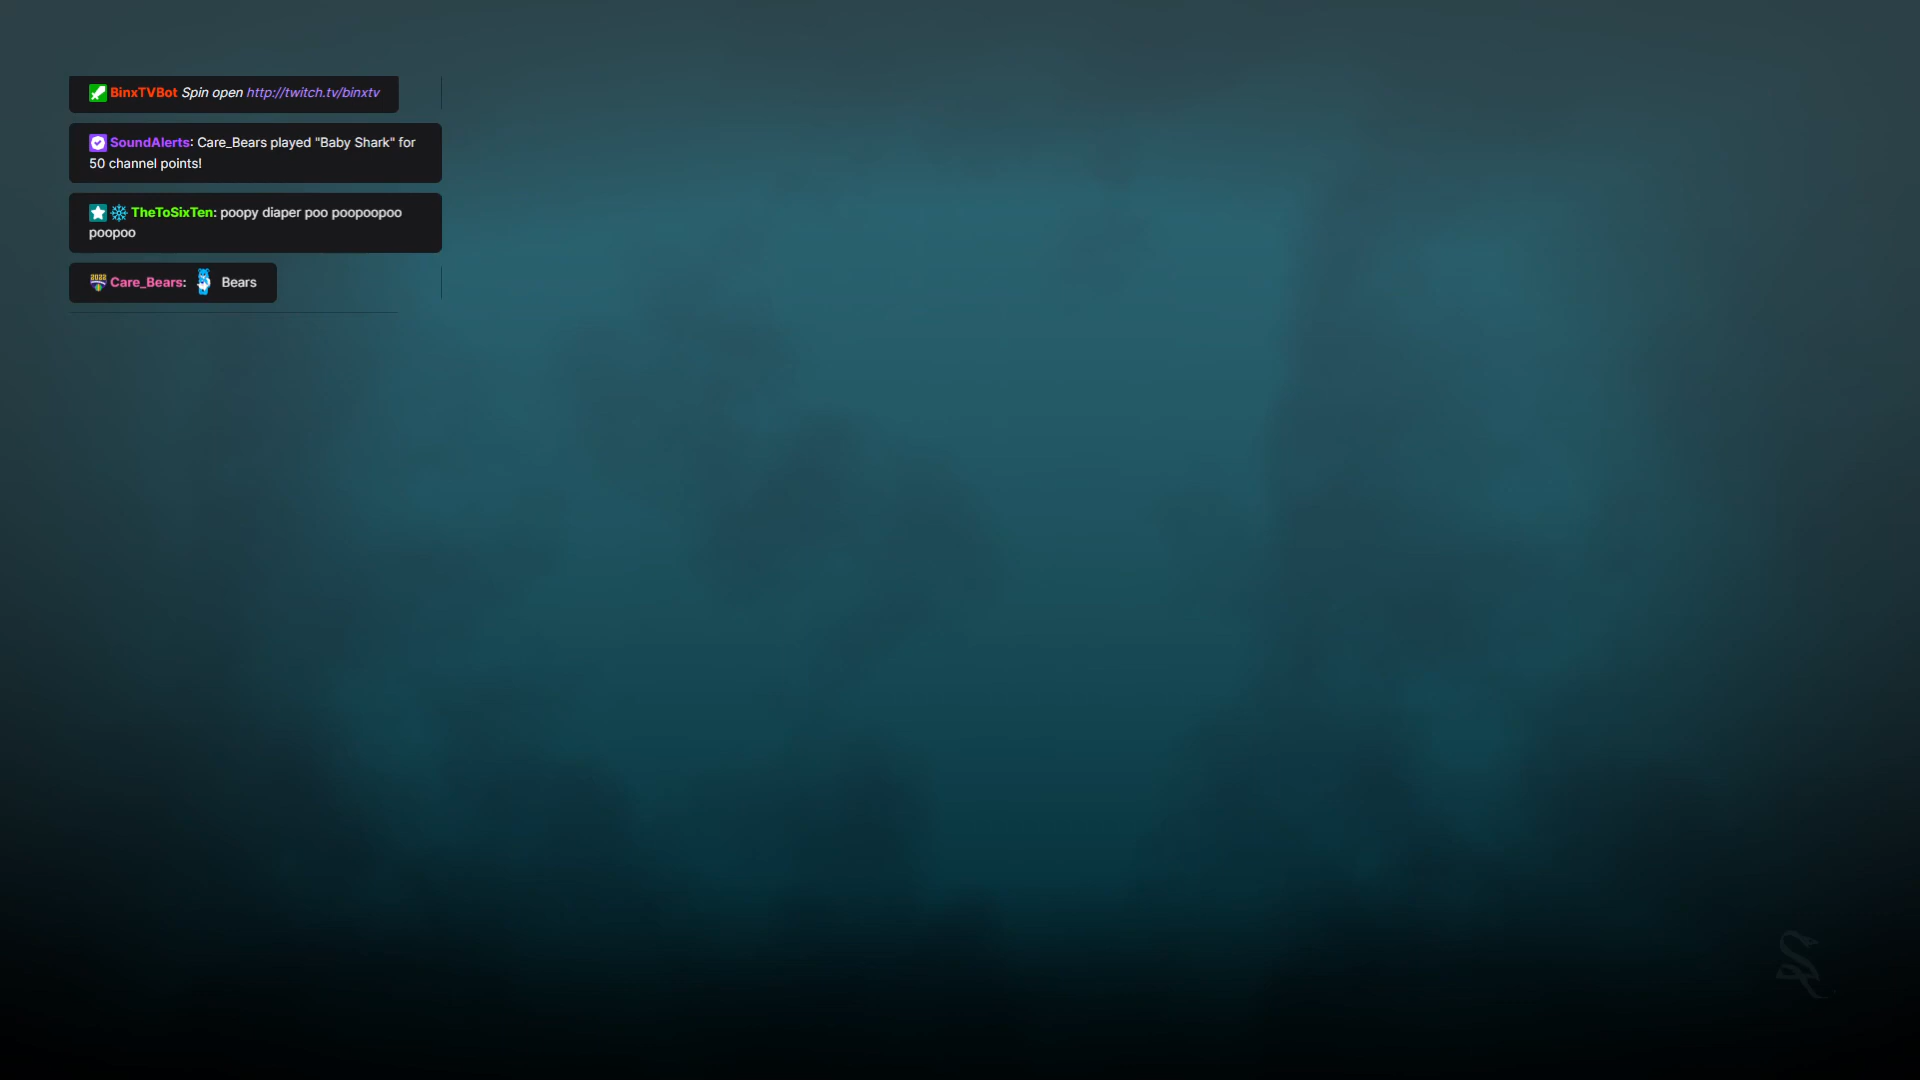 BinxTVBot Spin open http://twitch.tv/binxtv
SoundAlerts: Care_Bears played "Baby Shark" for
50 channel points!
TheToSixTen: poopy diaper poo poopoopoo
poopoo
Care_Bears: Bears